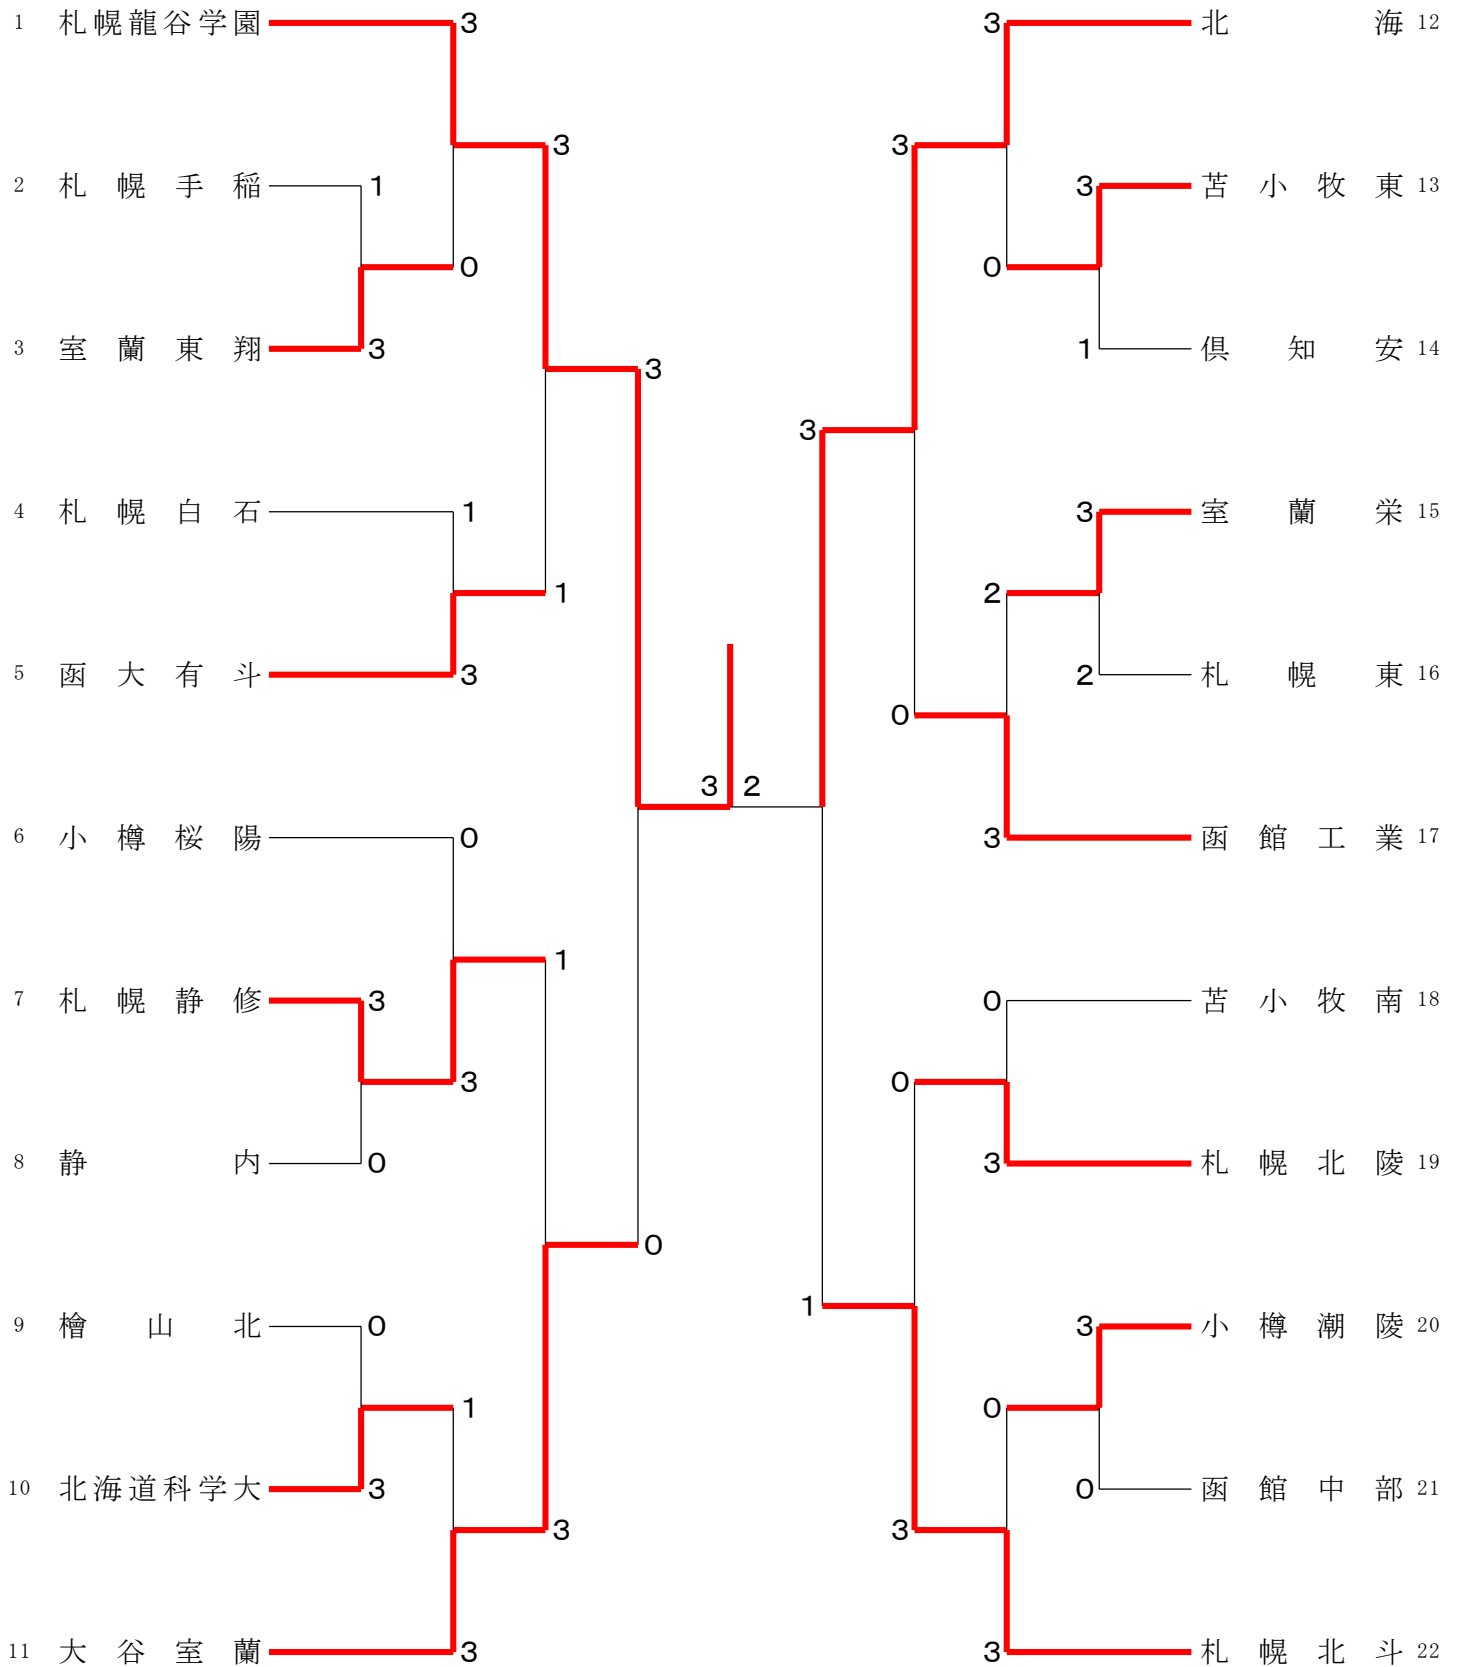 1 札幌龍谷学園 3 3 北海 12
3 3
2 札幌手稲 1 3 苫小牧東 13
0 0
3 室蘭東翔 3 1 倶知安 14
3
3
4 札幌白石 1 3 室蘭栄 15
1 2
5 函大有斗 3 2 札幌東 16
0
3 2
6 小樽桜陽 0 3 函館工業 17
1
7 札幌静修 3 0 苫小牧南 18
3 0
8 静内 0 3 札幌北陵 19
0
1
9 檜山北 0 3 小樽潮陵 20
1 0
10 北海道科学大 3 0 函館中部 21
3 3
11 大谷室蘭 3 3 札幌北斗 22